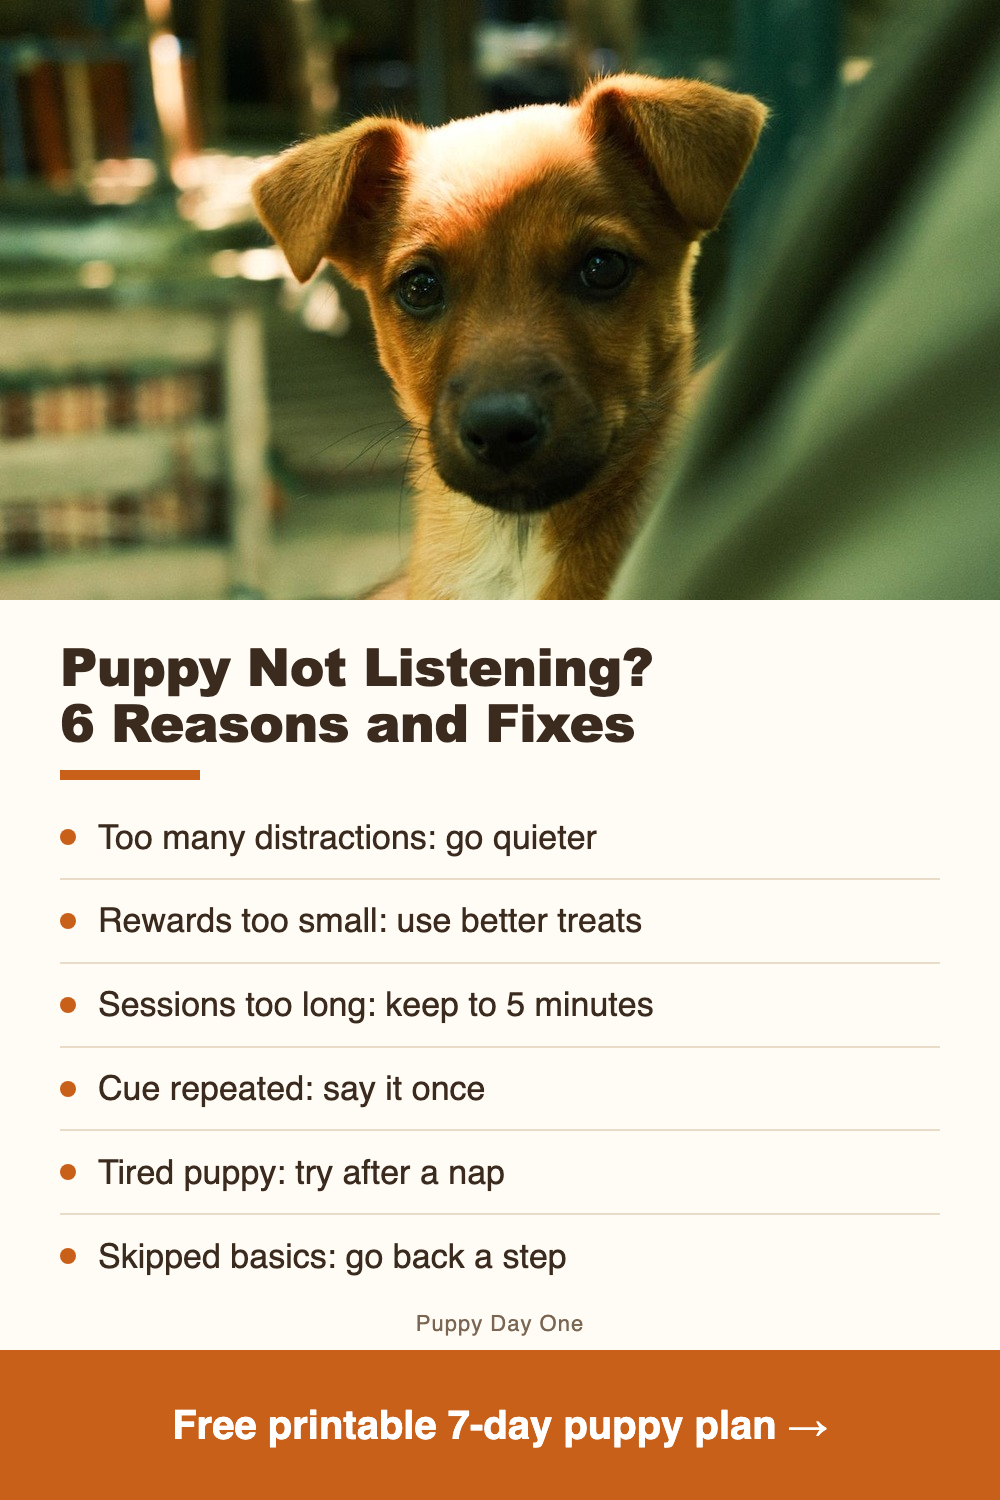 Puppy Not Listening?
6 Reasons and Fixes
Too many distractions: go quieter
Rewards too small: use better treats
Sessions too long: keep to 5 minutes
Cue repeated: say it once
Tired puppy: try after a nap
Skipped basics: go back a step
Puppy Day One
Free printable 7-day puppy plan →